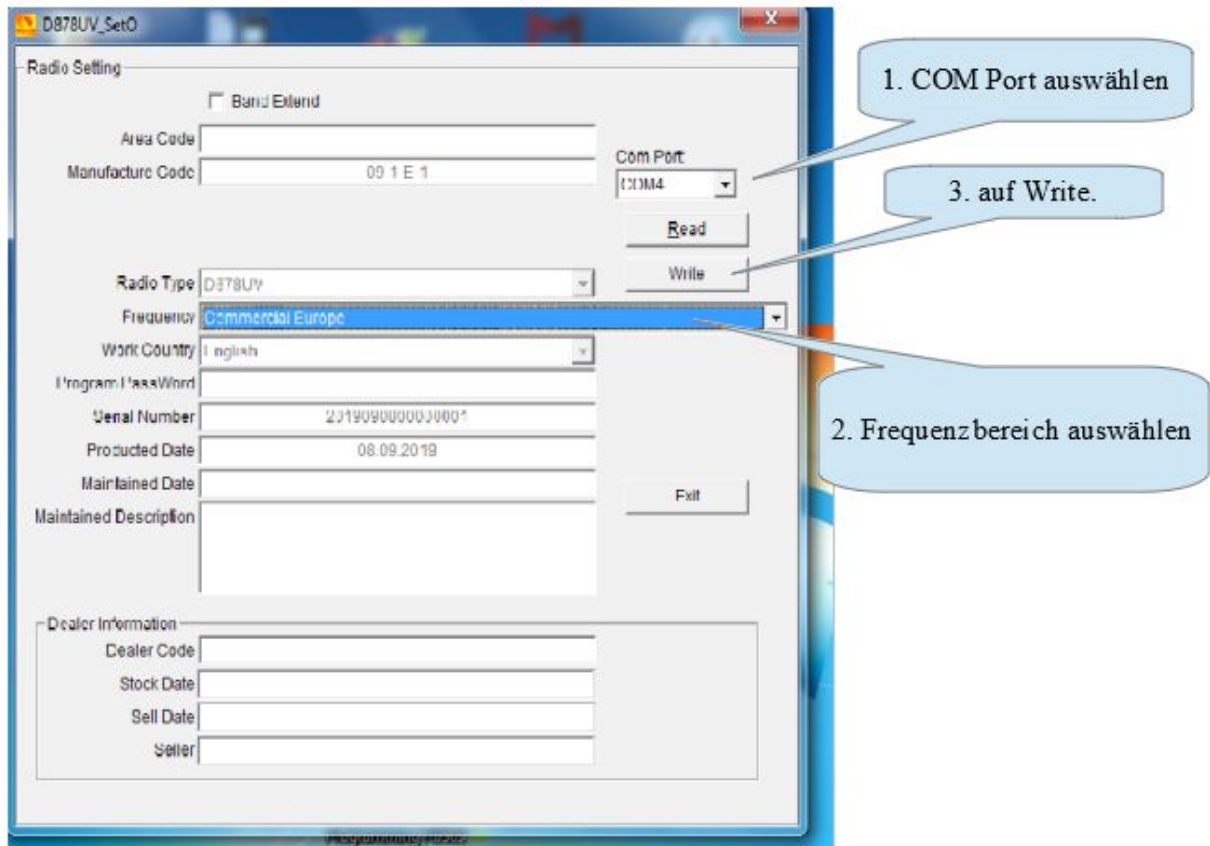 D878UV_SetO
Radio Setting
Band Extend
Area Code
Manufacture Code 09 1 E 1
Com Port
COM4
Read
Write
Radio Type D878UV
Frequency Commercial Europe
Work Country English
Program PassWord
Serial Number
Producted Date 08.09.2019
Maintained Date
Maintained Description
Exit
Dealer Information
Dealer Code
Stock Date
Sell Date
Seller
1. COM Port auswählen
3. auf Write.
2. Frequenzbereich auswählen